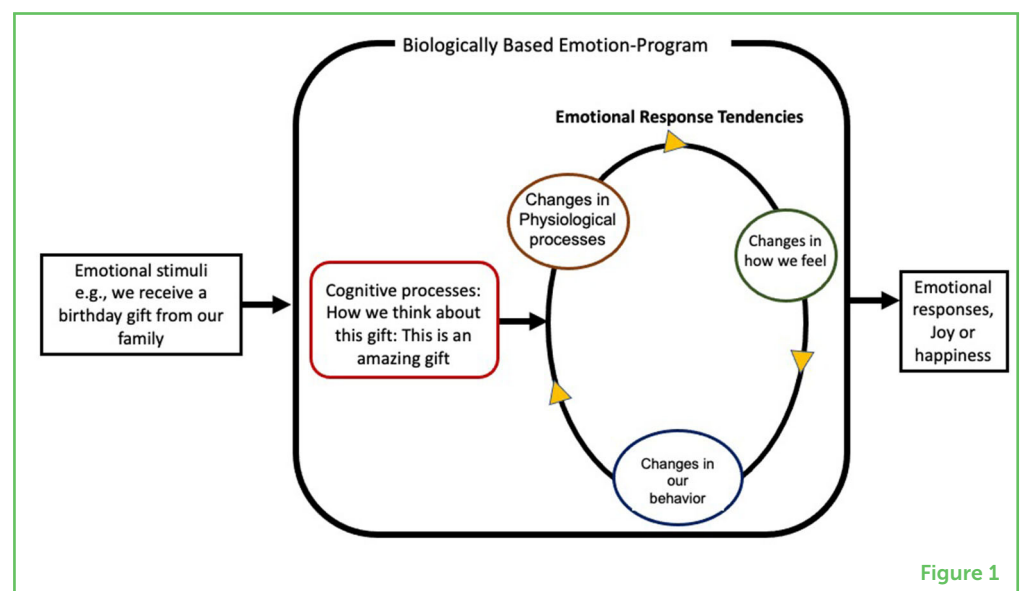 Biologically Based Emotion-Program
Emotional Response Tendencies
Emotional stimuli
e.g., we receive a
birthday gift from our
family
Cognitive processes:
How we think about
this gift: This is an
amazing gift
Changes in
Physiological
processes
Changes in
how we feel
Changes in
our
behavior
Emotional
responses,
Joy or
happiness
Figure 1